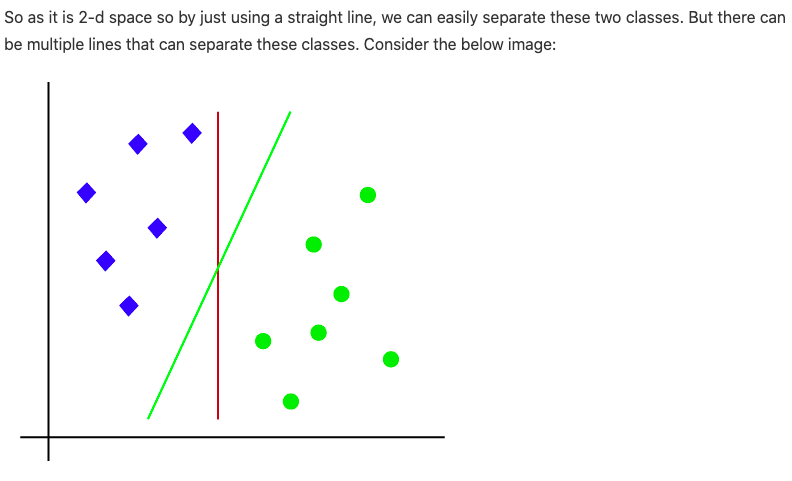 So as it is 2-d space so by just using a straight line, we can easily separate these two classes. But there can
be multiple lines that can separate these classes. Consider the below image: